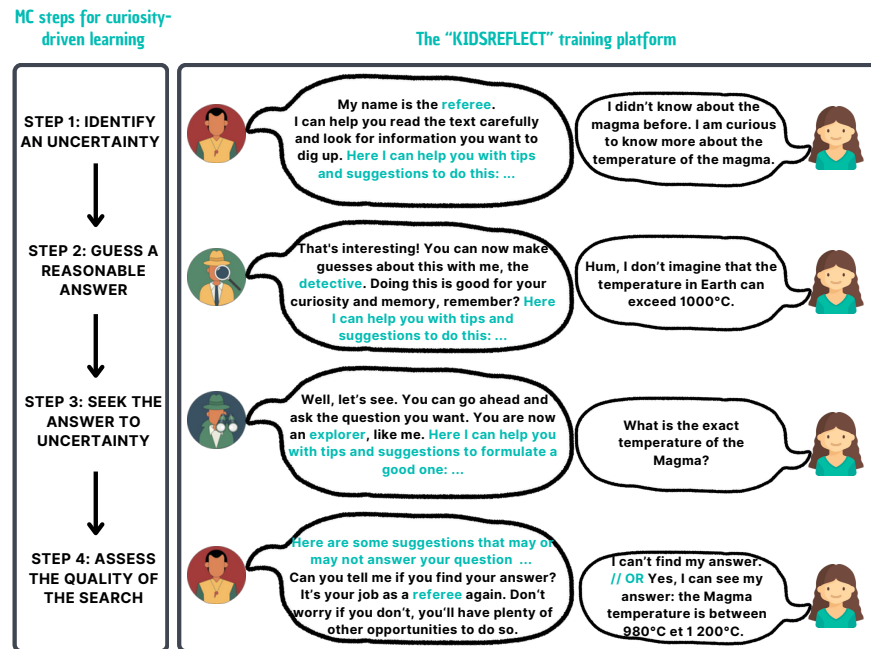 MC steps for curiosity-
driven learning
The “KIDSREFLECT” training platform
STEP 1: IDENTIFY
AN UNCERTAINTY
My name is the referee.
I can help you read the text carefully
and look for information you want to
dig up. Here I can help you with tips
and suggestions to do this: ...
I didn’t know about the
magma before. I am curious
to know more about the
temperature of the magma.
STEP 2: GUESS A
REASONABLE
ANSWER
That's interesting! You can now make
guesses about this with me, the
detective. Doing this is good for your
curiosity and memory, remember? Here
I can help you with tips and
suggestions to do this: ...
Hum, I don’t imagine that the
temperature in Earth can
exceed 1000°C.
STEP 3: SEEK THE
ANSWER TO
UNCERTAINTY
Well, let’s see. You can go ahead and
ask the question you want. You are now
an explorer, like me. Here I can help you
with tips and suggestions to formulate a
good one: ...
What is the exact
temperature of the
Magma?
STEP 4: ASSESS
THE QUALITY OF
THE SEARCH
Here are some suggestions that may or
may not answer your question ...
Can you tell me if you find your answer?
It’s your job as a referee again. Don’t
worry if you don’t, you’ll have plenty of
other opportunities to do so.
I can’t find my answer.
// OR Yes, I can see my
answer: the Magma
temperature is between
980°C et 1 200°C.